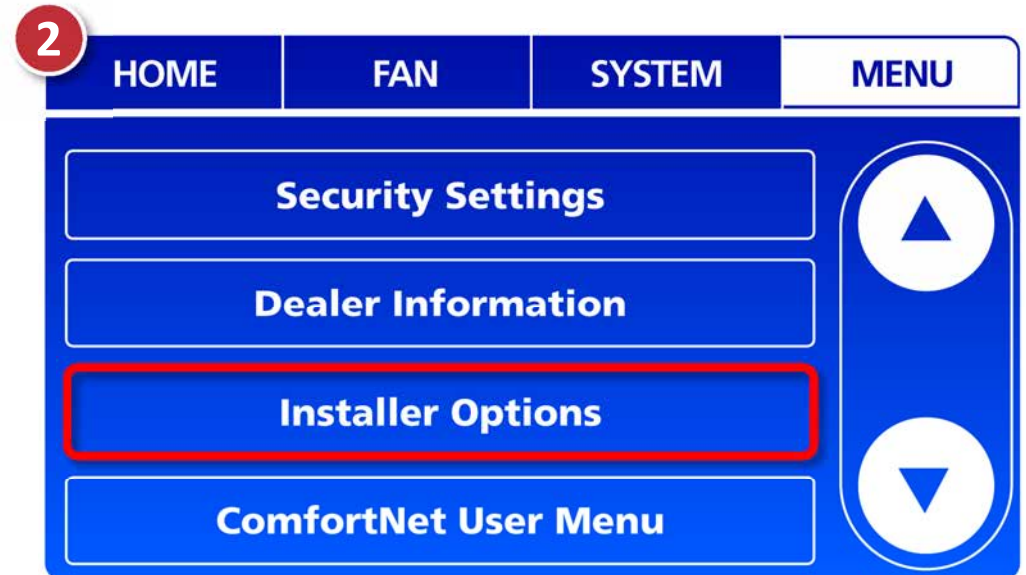 2
HOME FAN SYSTEM MENU
Security Settings
Dealer Information
Installer Options
ComfortNet User Menu